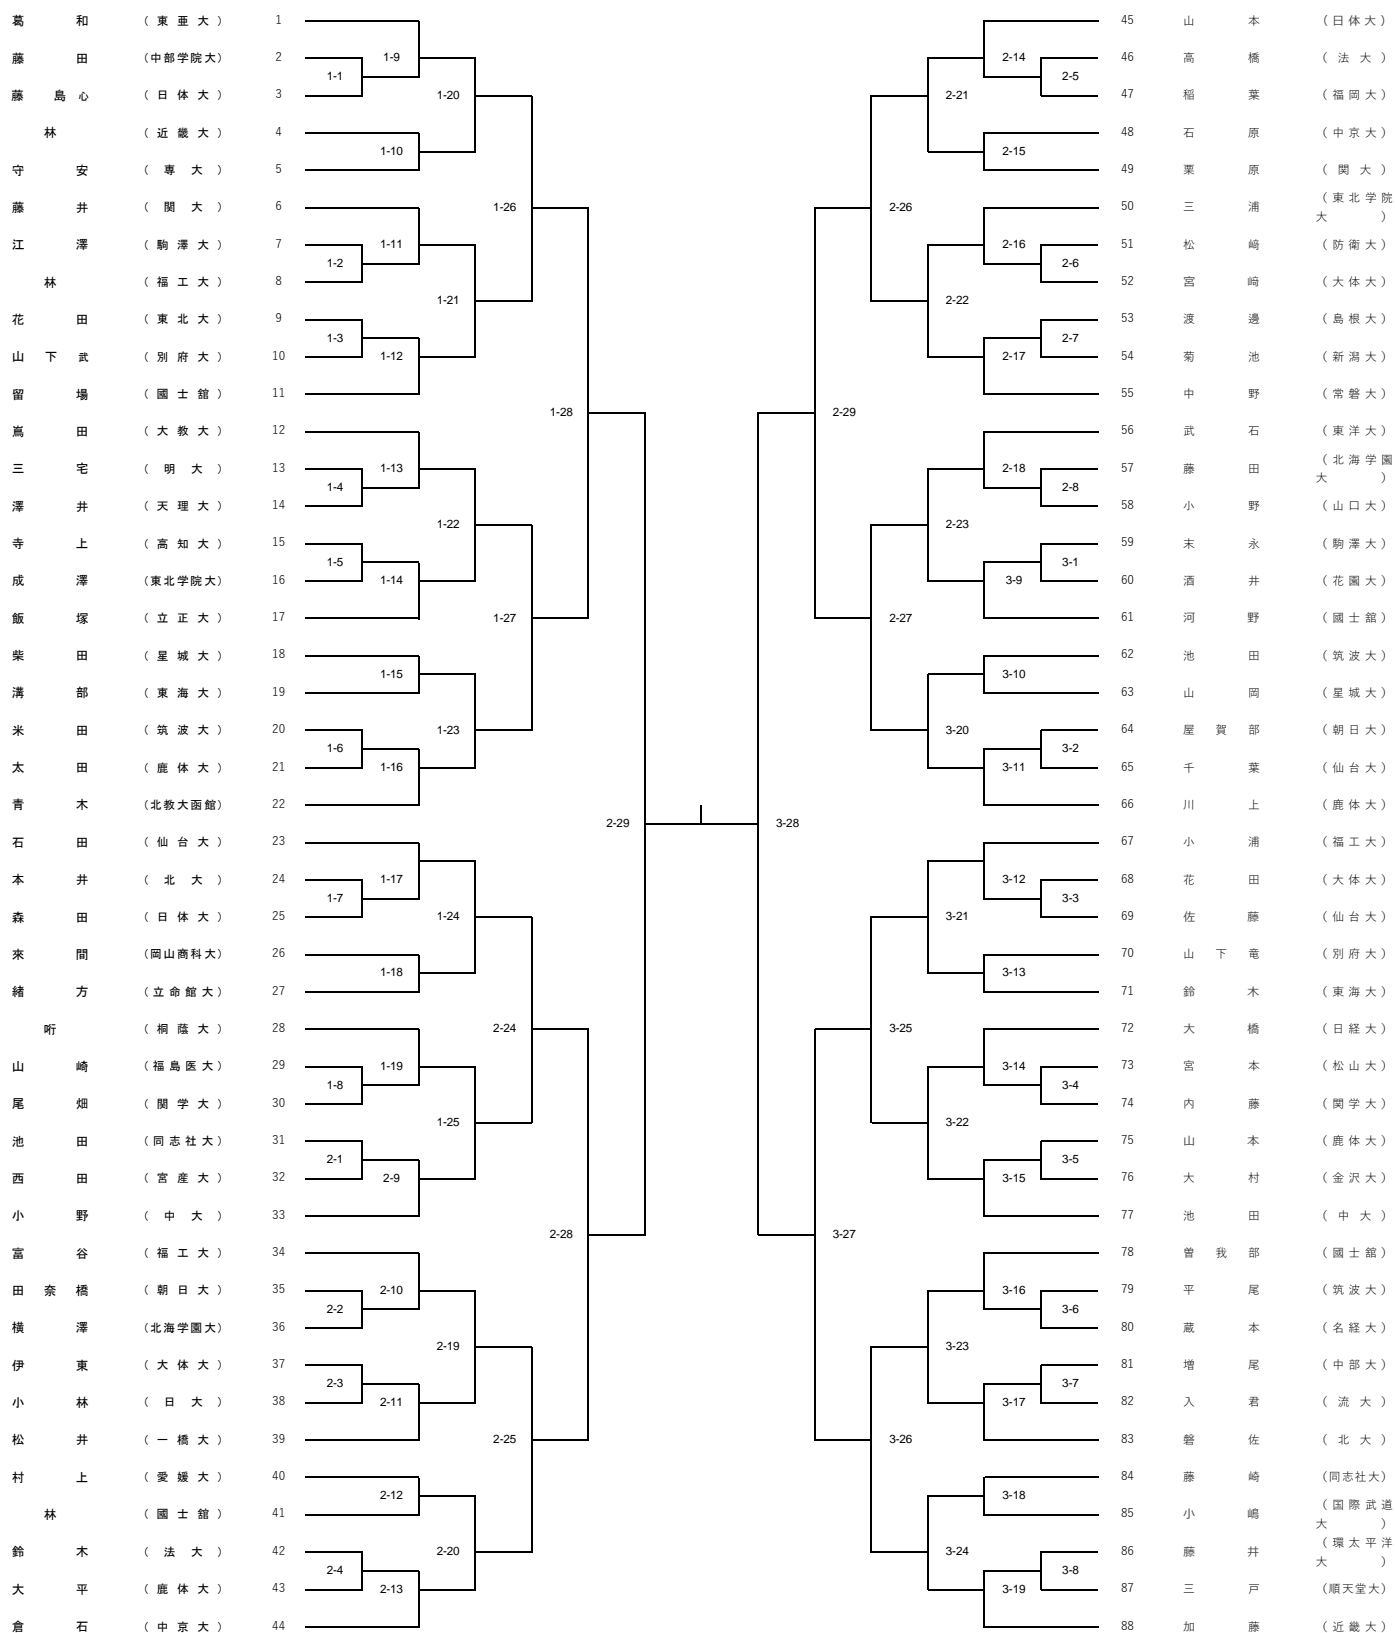 葛和 （東亜大） 1
藤田 （中部学院大） 2
藤島心 （日体大） 3
林 （近畿大） 4
守安 （専大） 5
藤井 （関大） 6
江澤 （駒澤大） 7
林 （福工大） 8
花田 （東北大） 9
山下武 （別府大） 10
留場 （國士舘） 11
嶌田 （大教大） 12
三宅 （明大） 13
澤井 （天理大） 14
寺上 （高知大） 15
成澤 （東北学院大） 16
飯塚 （立正大） 17
柴田 （星城大） 18
溝部 （東海大） 19
米田 （筑波大） 20
太田 （鹿体大） 21
青木 （北教大函館） 22
石田 （仙台大） 23
本井 （北大） 24
森田 （日体大） 25
來間 （岡山商科大） 26
緒方 （立命館大） 27
哘 （桐蔭大） 28
山崎 （福島医大） 29
尾畑 （関学大） 30
池田 （同志社大） 31
西田 （宮産大） 32
小野 （中大） 33
富谷 （福工大） 34
田奈橋 （朝日大） 35
横澤 （北海学園大） 36
伊東 （大体大） 37
小林 （日大） 38
松井 （一橋大） 39
村上 （愛媛大） 40
林 （國士舘） 41
鈴木 （法大） 42
大平 （鹿体大） 43
倉石 （中京大） 44
1-1
1-2
1-3
1-4
1-5
1-6
1-7
1-8
2-1
2-2
2-3
2-4
1-9
1-10
1-11
1-12
1-13
1-14
1-15
1-16
1-17
1-18
1-19
2-9
2-10
2-11
2-12
2-13
1-20
1-21
1-22
1-23
1-24
1-25
2-19
2-20
1-26
1-27
2-24
2-25
1-28
2-28
2-29
3-28
2-29
3-27
2-26
2-27
3-25
3-26
2-21
2-22
2-23
3-20
3-21
3-22
3-23
3-24
2-14
2-15
2-16
2-17
2-18
3-9
3-10
3-11
3-12
3-13
3-14
3-15
3-16
3-17
3-18
3-19
2-5
2-6
2-7
2-8
3-1
3-2
3-3
3-4
3-5
3-6
3-7
3-8
45 山本 （日体大）
46 高橋 （法大）
47 稲葉 （福岡大）
48 石原 （中京大）
49 栗原 （関大）
50 三浦 （東北学院大）
51 松﨑 （防衛大）
52 宮﨑 （大体大）
53 渡邊 （島根大）
54 菊池 （新潟大）
55 中野 （常磐大）
56 武石 （東洋大）
57 藤田 （北海学園大）
58 小野 （山口大）
59 末永 （駒澤大）
60 酒井 （花園大）
61 河野 （國士舘）
62 池田 （筑波大）
63 山岡 （星城大）
64 屋賀部 （朝日大）
65 千葉 （仙台大）
66 川上 （鹿体大）
67 小浦 （福工大）
68 花田 （大体大）
69 佐藤 （仙台大）
70 山下竜 （別府大）
71 鈴木 （東海大）
72 大橋 （日経大）
73 宮本 （松山大）
74 内藤 （関学大）
75 山本 （鹿体大）
76 大村 （金沢大）
77 池田 （中大）
78 曽我部 （國士舘）
79 平尾 （筑波大）
80 蔵本 （名経大）
81 増尾 （中部大）
82 入君 （流大）
83 磐佐 （北大）
84 藤崎 （同志社大）
85 小嶋 （国際武道大）
86 藤井 （環太平洋大）
87 三戸 （順天堂大）
88 加藤 （近畿大）